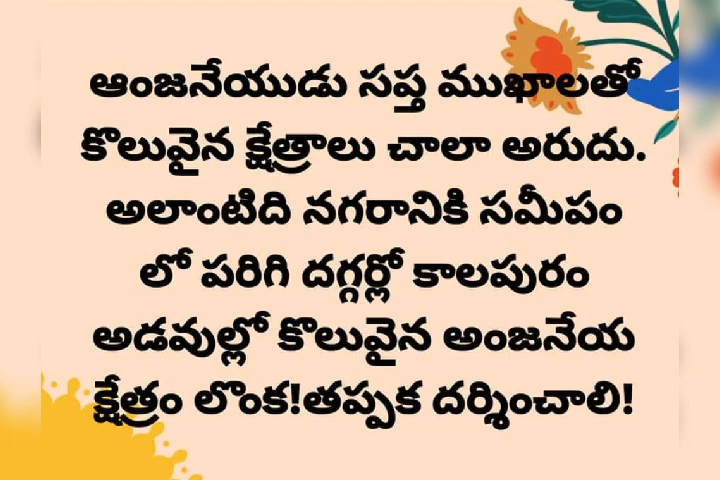 ఆంజనేయుడు సప్త ముఖాలతో
కొలువైన క్షేత్రాలు చాలా అరుదు.
అలాంటిది నగరానికి సమీపం
లో పరిగి దగ్గర్లో కాలపురం
అడవుల్లో కొలువైన అంజనేయ
క్షేత్రం లొంక!తప్పక దర్శించాలి!